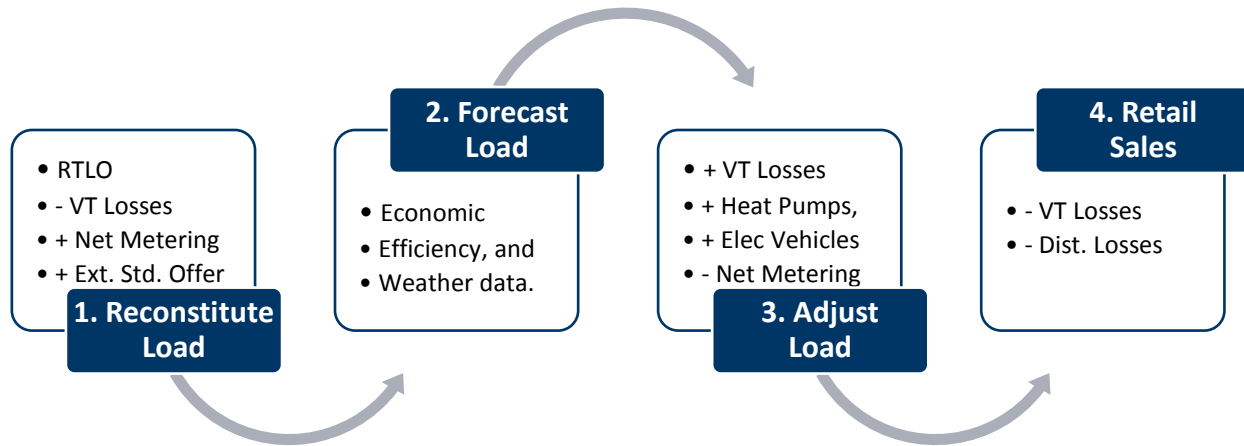 • RTLO
• - VT Losses
• + Net Metering
• + Ext. Std. Offer
1. Reconstitute
Load
2. Forecast
Load
• Economic
• Efficiency, and
• Weather data.
• + VT Losses
• + Heat Pumps,
• + Elec Vehicles
• - Net Metering
3. Adjust
Load
4. Retail
Sales
• - VT Losses
• - Dist. Losses